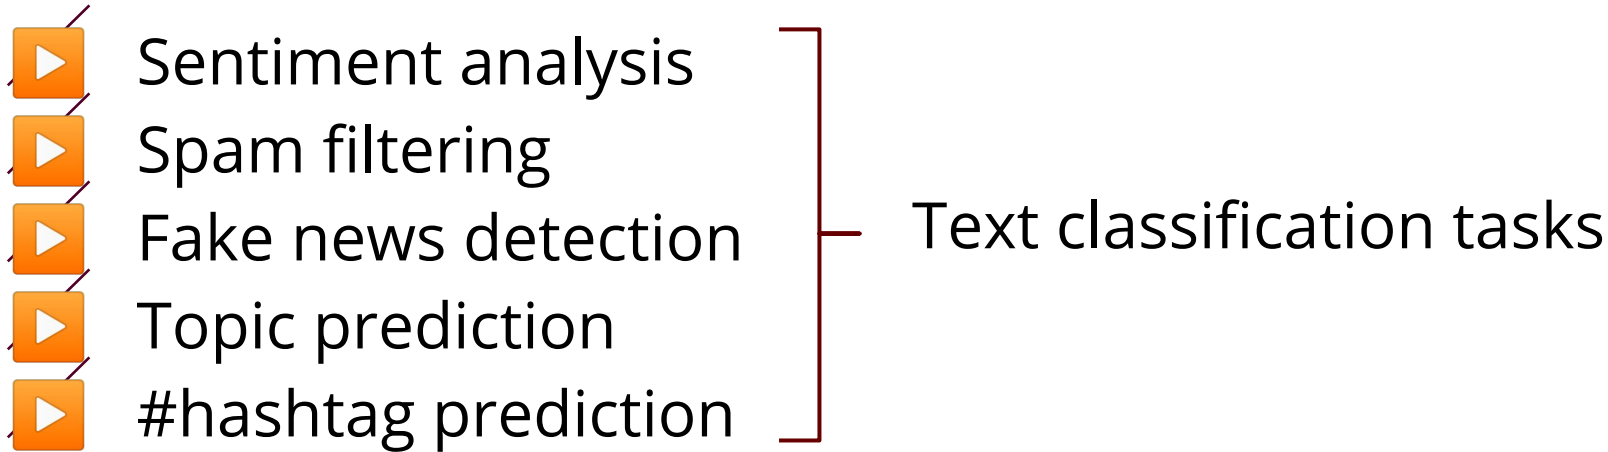 Sentiment analysis
Spam filtering
Fake news detection
Topic prediction
#hashtag prediction
Text classification tasks